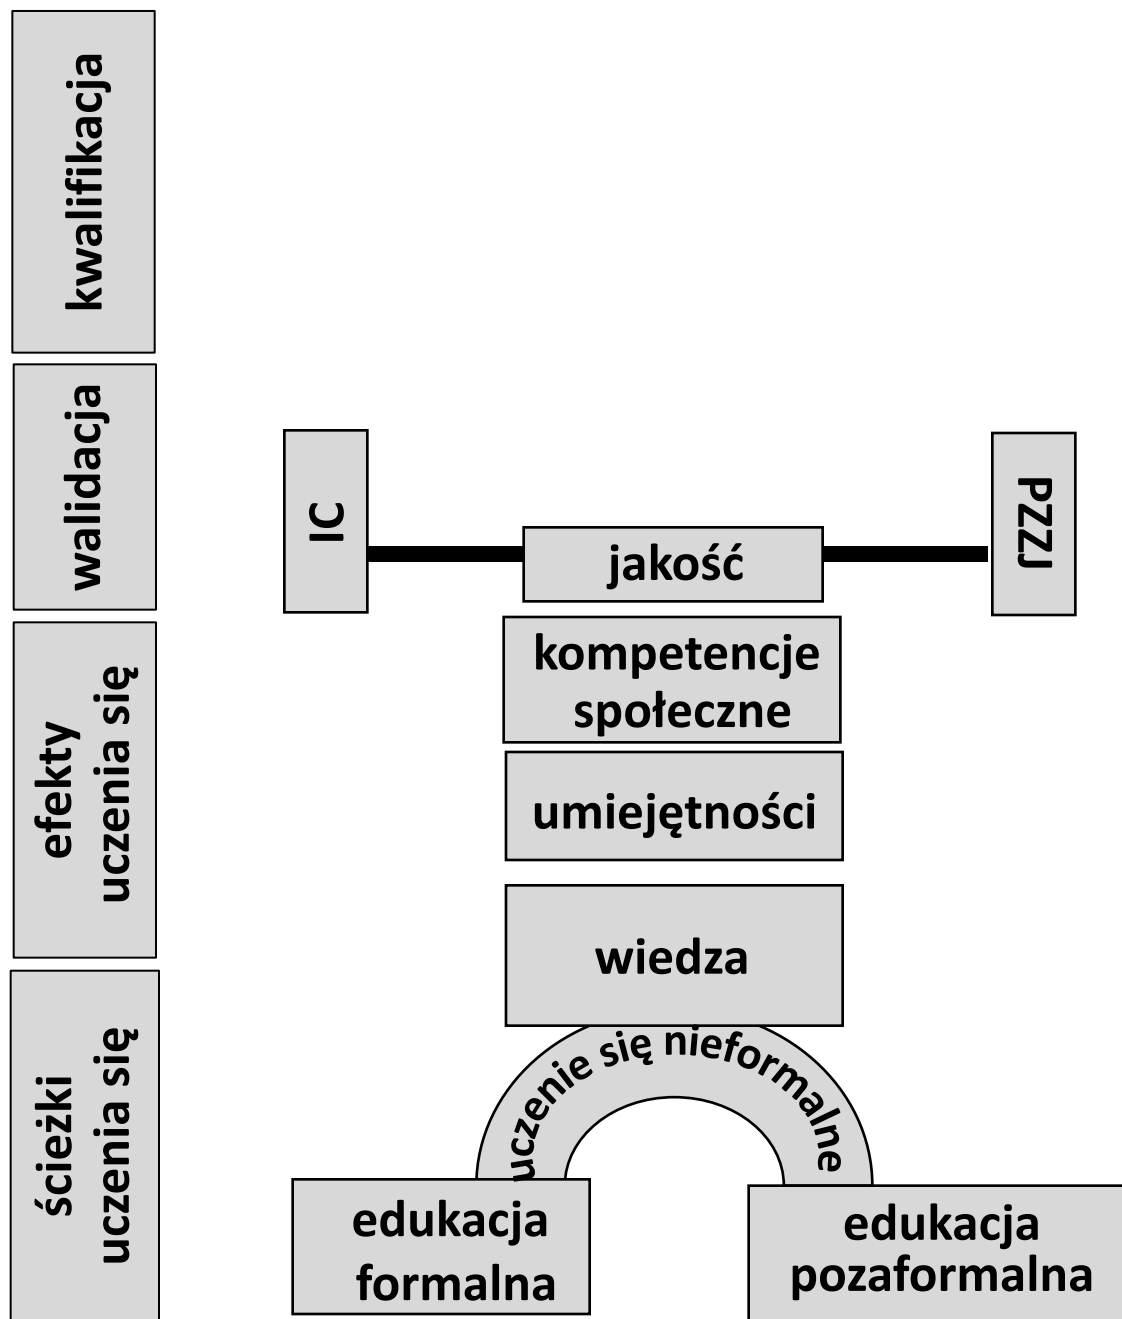 kwalifikacja
walidacja
efekty
uczenia się
ścieżki
uczenia się
IC
jakość
PZZJ
kompetencje
społeczne
umiejętności
wiedza
uczenie się nieformalne
edukacja
formalna
edukacja
pozaformalna